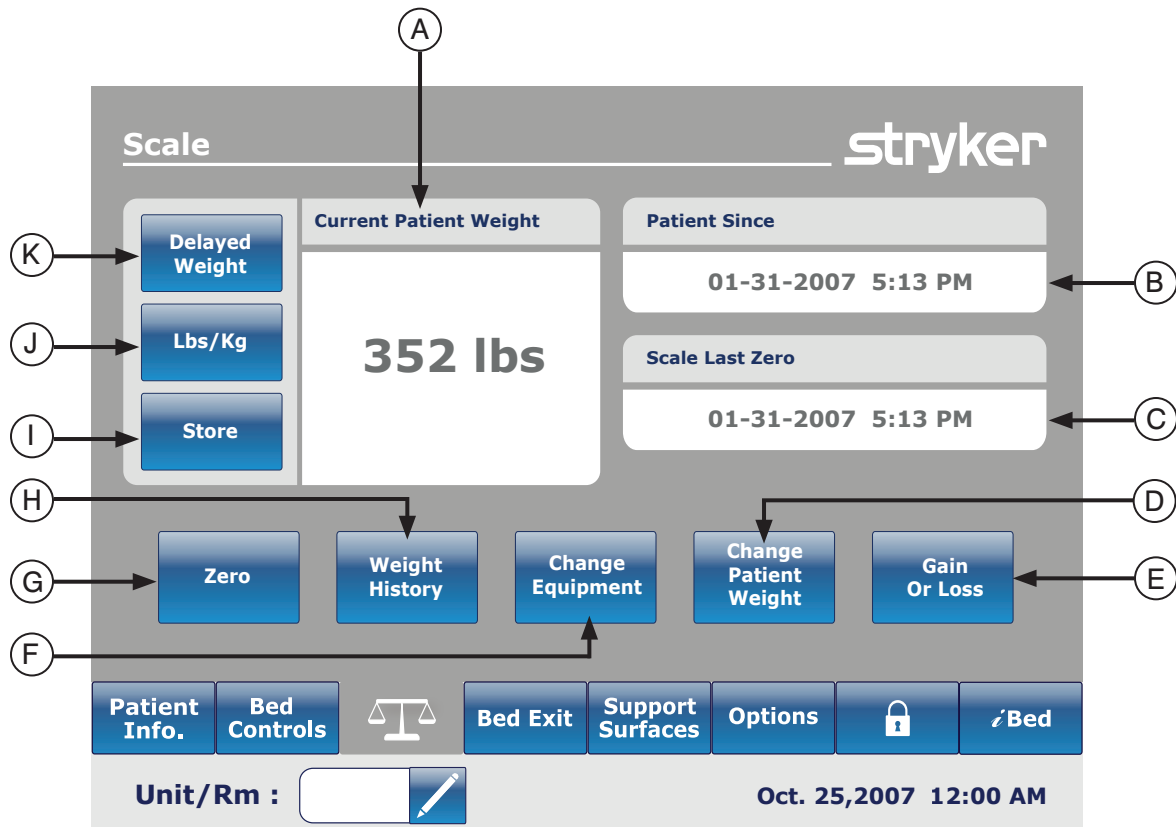 A
Scale
stryker
K
Delayed
Weight
Current Patient Weight
Patient Since
01-31-2007 5:13 PM
B
J
Lbs/Kg
352 lbs
Scale Last Zero
01-31-2007 5:13 PM
C
I
Store
H
D
G
Zero
Weight
History
Change
Equipment
Change
Patient
Weight
Gain
Or Loss
E
F
Patient
Info.
Bed
Controls
Bed Exit
Support
Surfaces
Options
iBed
Unit/Rm :
Oct. 25,2007 12:00 AM